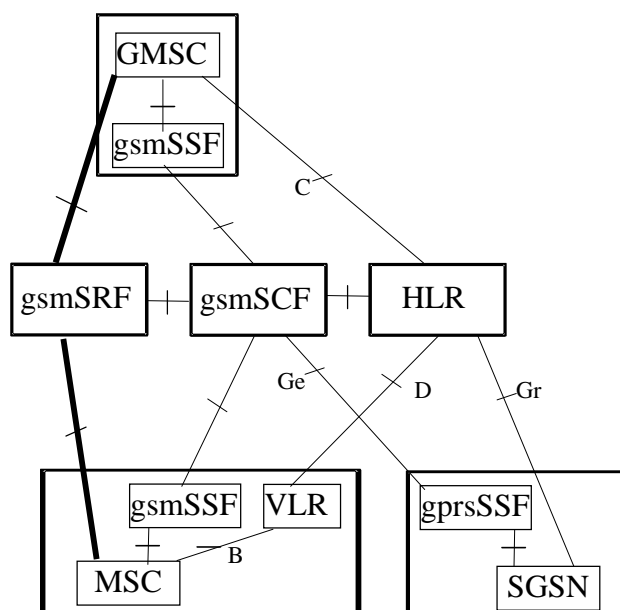 GMSC
gsmSSF
C
gsmSRF
gsmSCF
HLR
Ge
D
Gr
gsmSSF
VLR
gprsSSF
B
MSC
SGSN